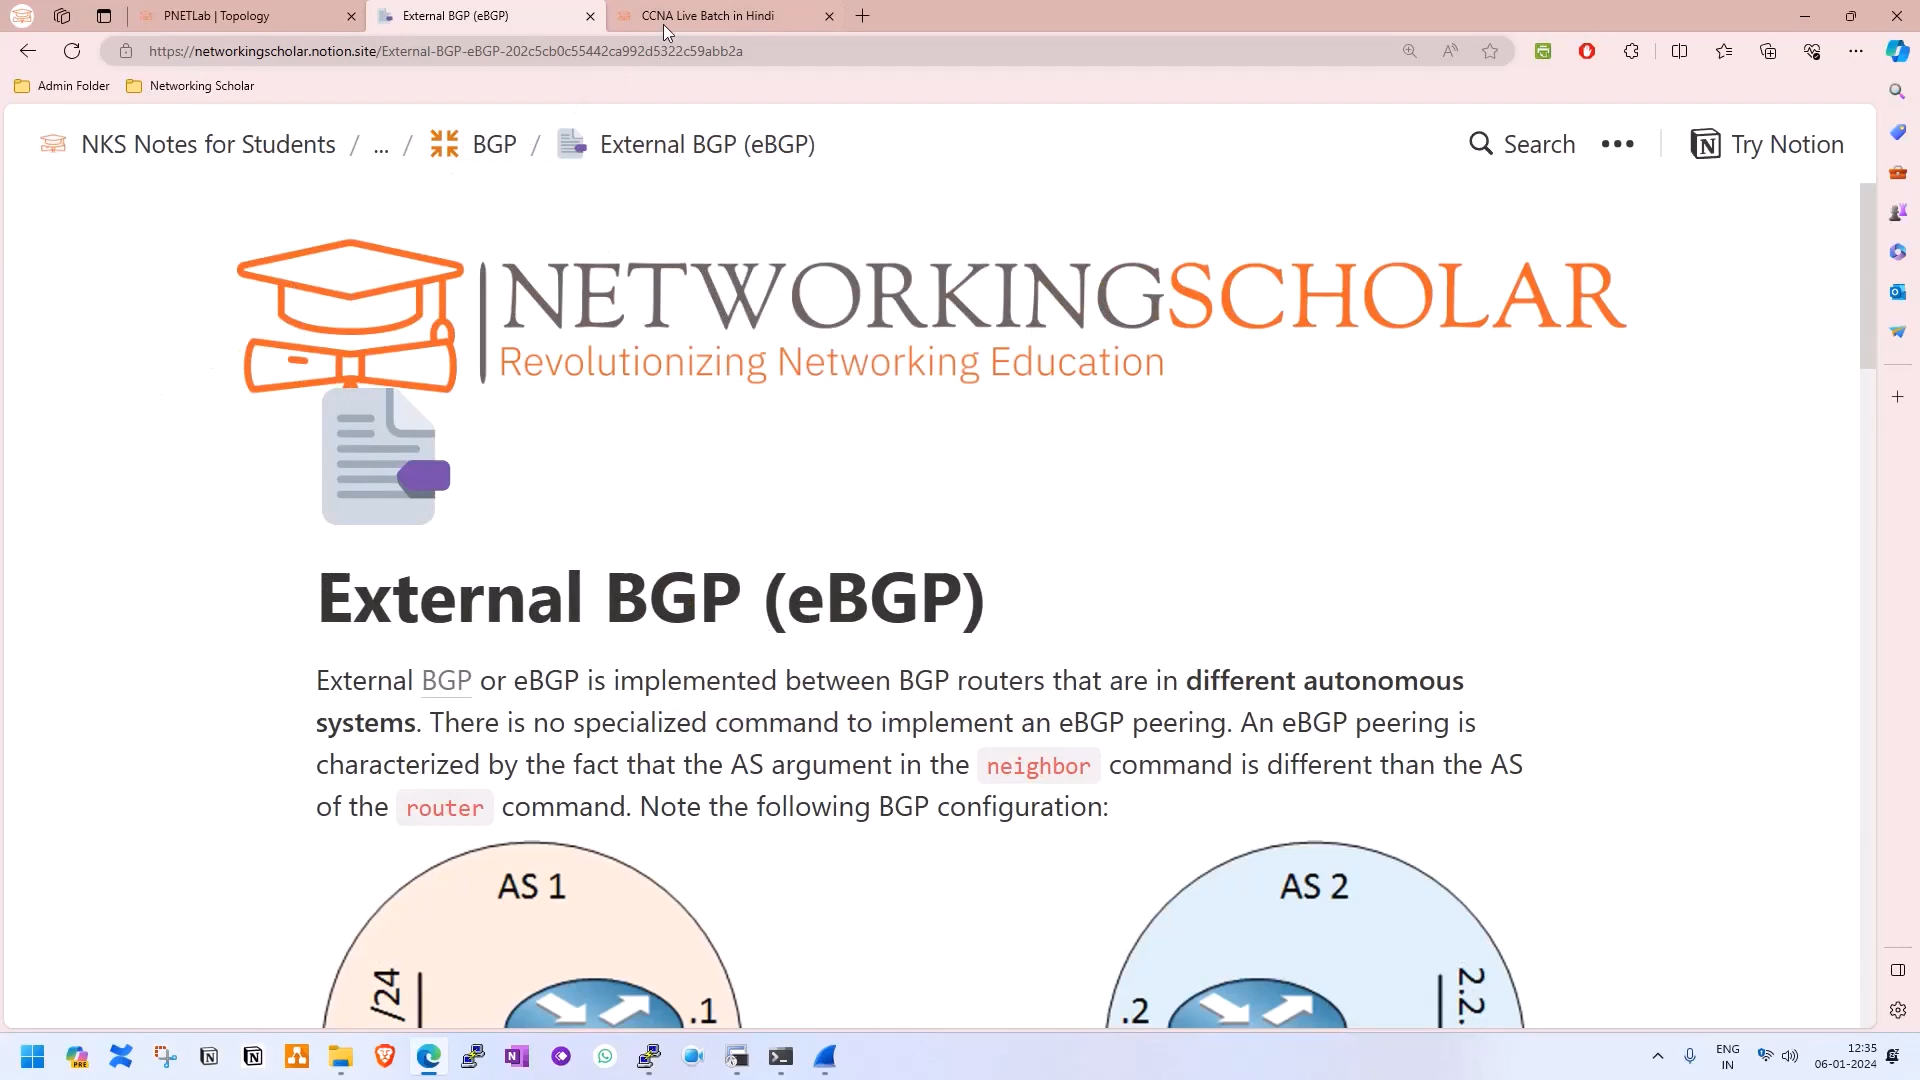 PNETLab | Topology
External BGP (eBGP)
CCNA Live Batch in Hindi
https://networkingscholar.notion.site/External-BGP-eBGP-202c5cb0c55442ca992d5322c59abb2a
Admin Folder
Networking Scholar
NKS Notes for Students / ... / BGP / External BGP (eBGP)
Search
Try Notion
NETWORKINGSCHOLAR
Revolutionizing Networking Education
External BGP (eBGP)
External BGP or eBGP is implemented between BGP routers that are in different autonomous
systems. There is no specialized command to implement an eBGP peering. An eBGP peering is
characterized by the fact that the AS argument in the neighbor command is different than the AS
of the router command. Note the following BGP configuration:
AS 1
AS 2
/24
.1
.2
2.2.
PRE
ENG
IN
12:35
06-01-2024